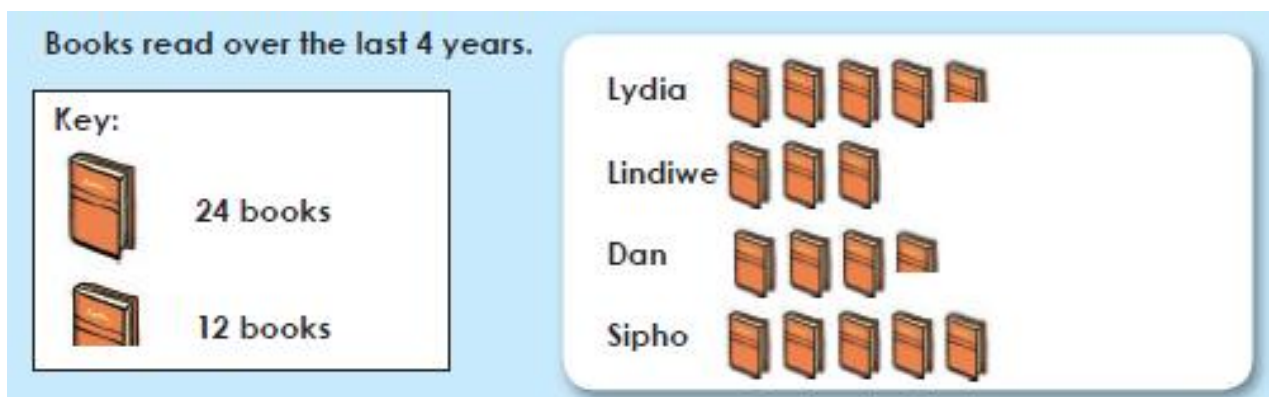 Books read over the last 4 years.
Key:
24 books
12 books
Lydia
Lindiwe
Dan
Sipho